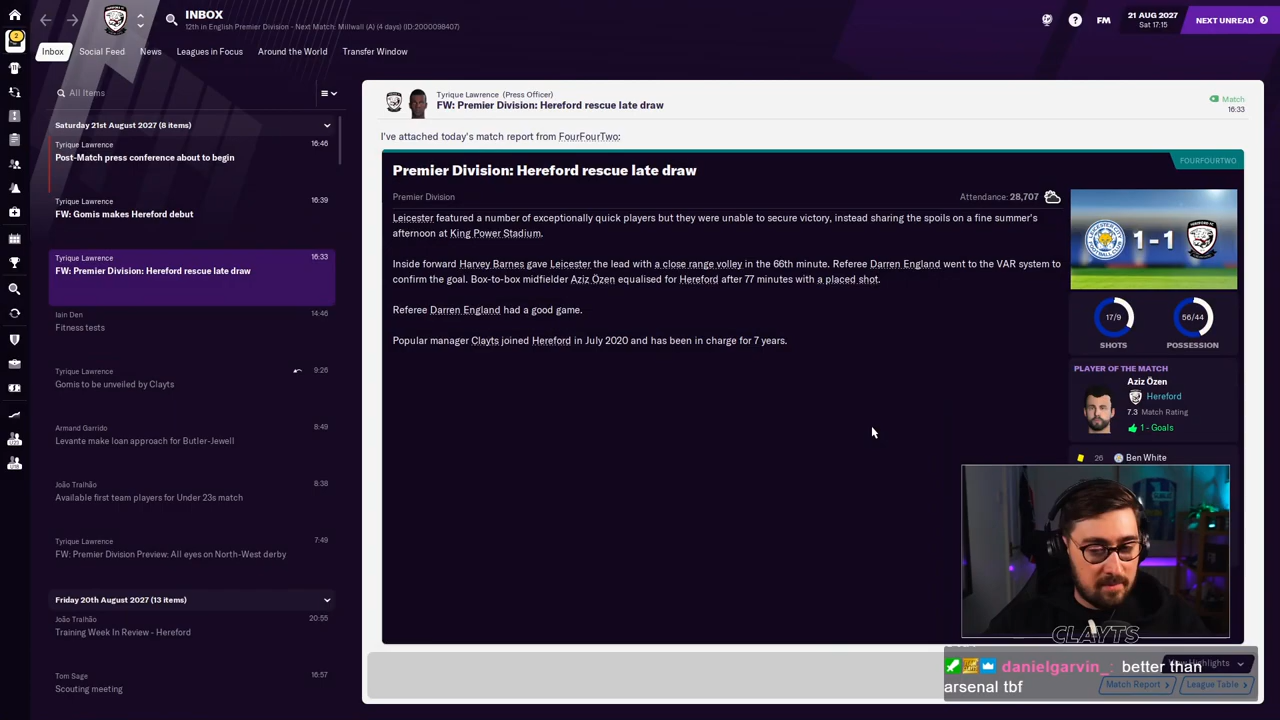 INBOX
12th in English Premier Division - Next Match: Millwall (A) (4 days) (ID:2000098407)
2
FM
21 AUG 2027
Sat 17:15
NEXT UNREAD
Inbox
Social Feed
News
Leagues in Focus
Around the World
Transfer Window
All Items
Saturday 21st August 2027 (8 items)
Tyrique Lawrence
16:46
Post-Match press conference about to begin
Tyrique Lawrence
16:39
FW: Gomis makes Hereford debut
Tyrique Lawrence
16:33
FW: Premier Division: Hereford rescue late draw
Iain Den
14:46
Fitness tests
Tyrique Lawrence
9:26
Gomis to be unveiled by Clayts
Armand Garrido
8:49
Levante make loan approach for Butler-Jewell
João Tralhão
8:38
Available first team players for Under 23s match
Tyrique Lawrence
7:49
FW: Premier Division Preview: All eyes on North-West derby
Friday 20th August 2027 (13 items)
João Tralhão
20:55
Training Week In Review - Hereford
Tom Sage
16:57
Scouting meeting
Tyrique Lawrence (Press Officer)
FW: Premier Division: Hereford rescue late draw
Match
16:33
I've attached today's match report from FourFourTwo:
FOURFOURTWO
Premier Division: Hereford rescue late draw
Premier Division
Attendance: 28,707
Leicester featured a number of exceptionally quick players but they were unable to secure victory, instead sharing the spoils on a fine summer's
afternoon at King Power Stadium.
Inside forward Harvey Barnes gave Leicester the lead with a close range volley in the 66th minute. Referee Darren England went to the VAR system to
confirm the goal. Box-to-box midfielder Aziz Özen equalised for Hereford after 77 minutes with a placed shot.
Referee Darren England had a good game.
Popular manager Clayts joined Hereford in July 2020 and has been in charge for 7 years.
1 - 1
17/9
SHOTS
56/44
POSSESSION
PLAYER OF THE MATCH
Aziz Özen
Hereford
7.3 Match Rating
1 - Goals
26
Ben White
CLAYTS
danielgarvin_: better than
arsenal tbf
Highlights
Match Report
League Table